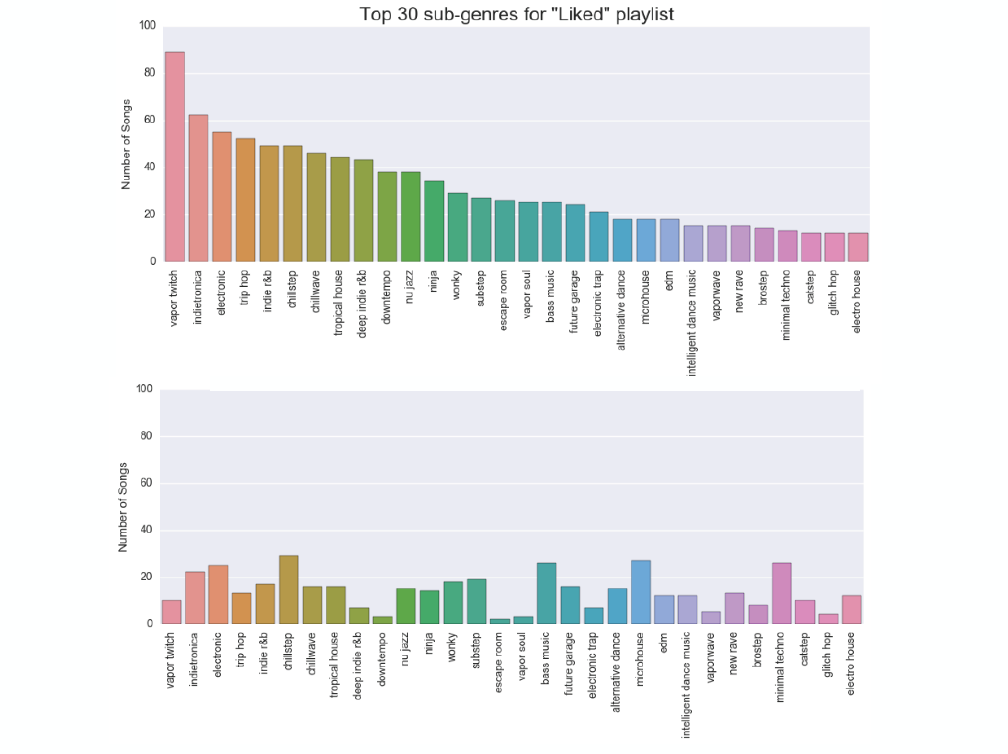 Top 30 sub-genres for "Liked" playlist
100
80
60
40
20
0
Number of Songs
vapor twitch
indietronica
electronic
trip hop
indie r&b
chillstep
chillwave
tropical house
deep indie r&b
downtempo
nu jazz
ninja
wonky
substep
escape room
vapor soul
bass music
future garage
electronic trap
alternative dance
microhouse
edm
intelligent dance music
vaporwave
new rave
brostep
minimal techno
catstep
glitch hop
electro house
100
80
60
40
20
0
Number of Songs
vapor twitch
indietronica
electronic
trip hop
indie r&b
chillstep
chillwave
tropical house
deep indie r&b
downtempo
nu jazz
ninja
wonky
substep
escape room
vapor soul
bass music
future garage
electronic trap
alternative dance
microhouse
edm
intelligent dance music
vaporwave
new rave
brostep
minimal techno
catstep
glitch hop
electro house